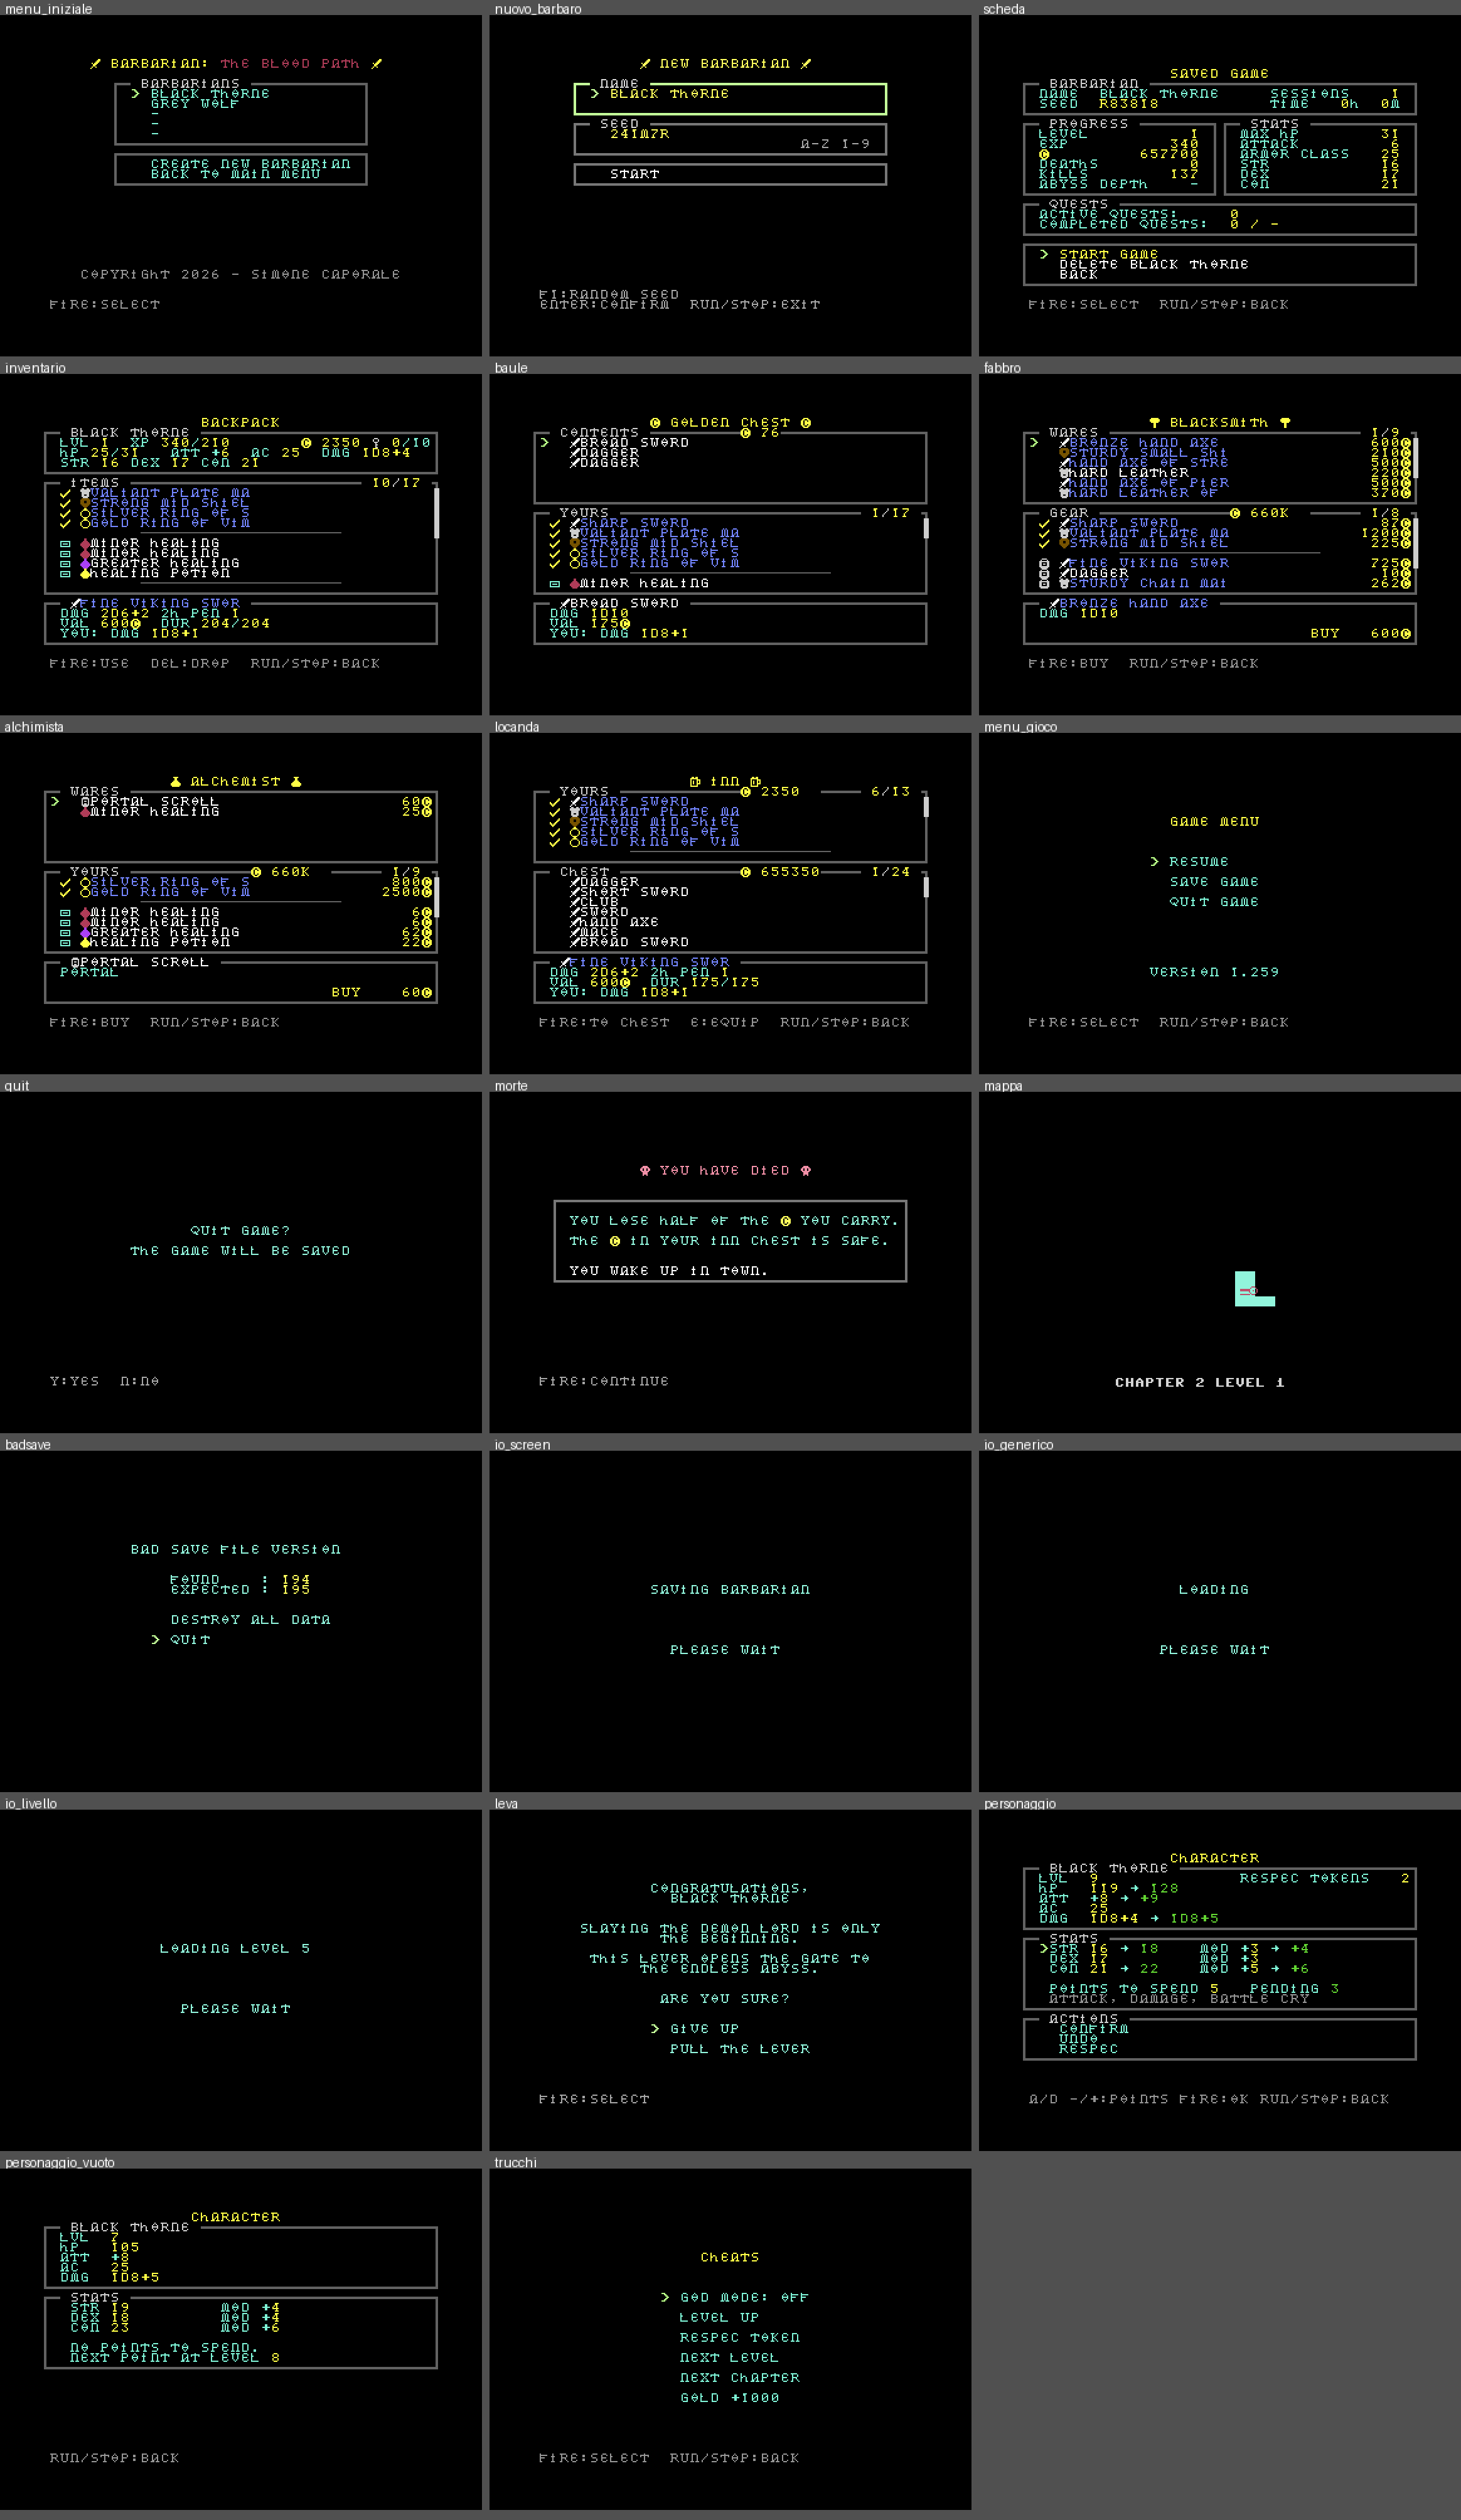 menu_iniziale
BARBARIAN: THE BLOOD PATH
BARBARIANS
> BLACK THORNE
GREY WOLF
-
-
-
CREATE NEW BARBARIAN
BACK TO MAIN MENU
COPYRIGHT 2026 - SIMONE CAPORALE
FIRE:SELECT
nuovo_barbaro
NEW BARBARIAN
NAME
> BLACK THORNE
SEED
241M7R
A-Z 1-9
START
F1:RANDOM SEED
ENTER:CONFIRM RUN/STOP:EXIT
scheda
SAVED GAME
BARBARIAN
NAME BLACK THORNE SESSIONS 1
SEED R83818 TIME 0H 0M
PROGRESS
LEVEL 1
EXP 340
657700
DEATHS 0
KILLS 137
ABYSS DEPTH -
STATS
MAX HP 31
ATTACK 6
ARMOR CLASS 25
STR 16
DEX 17
CON 21
QUESTS
ACTIVE QUESTS: 0
COMPLETED QUESTS: 0 / -
> START GAME
DELETE BLACK THORNE
BACK
FIRE:SELECT RUN/STOP:BACK
inventario
BACKPACK
BLACK THORNE
LVL 1 XP 340/210 2350 0/10
HP 25/31 ATT +6 AC 25 DMG 1D8+4
STR 16 DEX 17 CON 21
ITEMS 10/17
VALIANT PLATE MA
STRONG MID SHIEL
SILVER RING OF S
GOLD RING OF VIM
MINOR HEALING
MINOR HEALING
GREATER HEALING
HEALING POTION
FINE VIKING SWOR
DMG 2D6+2 2H PEN 1
VAL 600 DUR 204/204
YOU: DMG 1D8+1
FIRE:USE DEL:DROP RUN/STOP:BACK
baule
GOLDEN CHEST
CONTENTS 76
> BROAD SWORD
DAGGER
DAGGER
YOURS 1/17
SHARP SWORD
VALIANT PLATE MA
STRONG MID SHIEL
SILVER RING OF S
GOLD RING OF VIM
MINOR HEALING
BROAD SWORD
DMG 1D10
VAL 175
YOU: DMG 1D8+1
fabbro
BLACKSMITH
WARES 1/9
> BRONZE HAND AXE 600
STURDY SMALL SHI 210
HAND AXE OF STRE 500
HARD LEATHER 220
HAND AXE OF PIER 500
HARD LEATHER OF 370
GEAR 660K 1/8
SHARP SWORD 87
VALIANT PLATE MA 1200
STRONG MID SHIEL 225
FINE VIKING SWOR 725
DAGGER 10
STURDY CHAIN MAI 262
BRONZE HAND AXE
DMG 1D10
BUY 600
FIRE:BUY RUN/STOP:BACK
alchimista
ALCHEMIST
WARES
> PORTAL SCROLL 60
MINOR HEALING 25
YOURS 660K 1/9
SILVER RING OF S 800
GOLD RING OF VIM 2500
MINOR HEALING 6
MINOR HEALING 6
GREATER HEALING 62
HEALING POTION 22
PORTAL SCROLL
PORTAL
BUY 60
FIRE:BUY RUN/STOP:BACK
locanda
INN
YOURS 2350 6/13
SHARP SWORD
VALIANT PLATE MA
STRONG MID SHIEL
SILVER RING OF S
GOLD RING OF VIM
CHEST 655350 1/24
DAGGER
SHORT SWORD
CLUB
SWORD
HAND AXE
MACE
BROAD SWORD
FINE VIKING SWOR
DMG 2D6+2 2H PEN 1
VAL 600 DUR 175/175
YOU: DMG 1D8+1
FIRE:TO CHEST E:EQUIP RUN/STOP:BACK
menu_gioco
GAME MENU
> RESUME
SAVE GAME
QUIT GAME
VERSION 1.259
FIRE:SELECT RUN/STOP:BACK
quit
QUIT GAME?
THE GAME WILL BE SAVED
Y:YES N:NO
morte
YOU HAVE DIED
YOU LOSE HALF OF THE YOU CARRY.
THE IN YOUR INN CHEST IS SAFE.
YOU WAKE UP IN TOWN.
FIRE:CONTINUE
mappa
CHAPTER 2 LEVEL 1
badsave
BAD SAVE FILE VERSION
FOUND : 194
EXPECTED : 195
DESTROY ALL DATA
> QUIT
io_screen
SAVING BARBARIAN
PLEASE WAIT
io_generico
LOADING
PLEASE WAIT
io_livello
LOADING LEVEL 5
PLEASE WAIT
leva
CONGRATULATIONS,
BLACK THORNE
SLAYING THE DEMON LORD IS ONLY
THE BEGINNING.
THIS LEVER OPENS THE GATE TO
THE ENDLESS ABYSS.
ARE YOU SURE?
> GIVE UP
PULL THE LEVER
FIRE:SELECT
personaggio
CHARACTER
BLACK THORNE
LVL 9 RESPEC TOKENS 2
HP 119 → 128
ATT +8 → +9
AC 25
DMG 1D8+4 → 1D8+5
STATS
>STR 16 → 18 MOD +3 → +4
DEX 17 MOD +3
CON 21 → 22 MOD +5 → +6
POINTS TO SPEND 5 PENDING 3
ATTACK, DAMAGE, BATTLE CRY
ACTIONS
CONFIRM
UNDO
RESPEC
A/D -/+:POINTS FIRE:OK RUN/STOP:BACK
personaggio_vuoto
CHARACTER
BLACK THORNE
LVL 7
HP 105
ATT +8
AC 25
DMG 1D8+5
STATS
STR 19 MOD +4
DEX 18 MOD +4
CON 23 MOD +6
NO POINTS TO SPEND.
NEXT POINT AT LEVEL 8
RUN/STOP:BACK
trucchi
CHEATS
> GOD MODE: OFF
LEVEL UP
RESPEC TOKEN
NEXT LEVEL
NEXT CHAPTER
GOLD +1000
FIRE:SELECT RUN/STOP:BACK